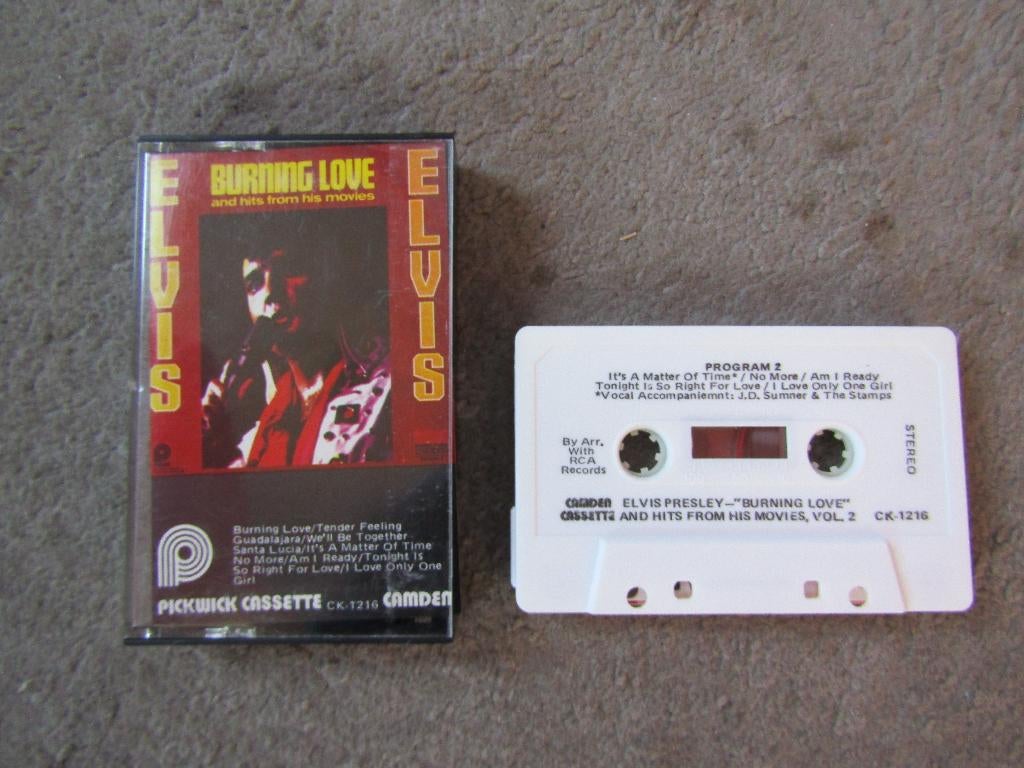 ELVIS
BURNING LOVE
and hits from his movies
ELVIS
Burning Love/Tender Feeling
Guadalajara/We'll Be Together
Santa Lucia/It's A Matter Of Time
No More/Am I Ready/Tonight Is
So Right For Love/I Love Only One
Girl
PICKWICK CASSETTE CK-1216 CAMDEN
PROGRAM 2
It's A Matter Of Time* / No More / Am I Ready
Tonight Is So Right For Love / I Love Only One Girl
*Vocal Accompaniemnt: J.D. Sumner & The Stamps
By Arr.
With
RCA
Records
STEREO
CAMDEN ELVIS PRESLEY—"BURNING LOVE"
CASSETTE AND HITS FROM HIS MOVIES, VOL. 2 CK-1216